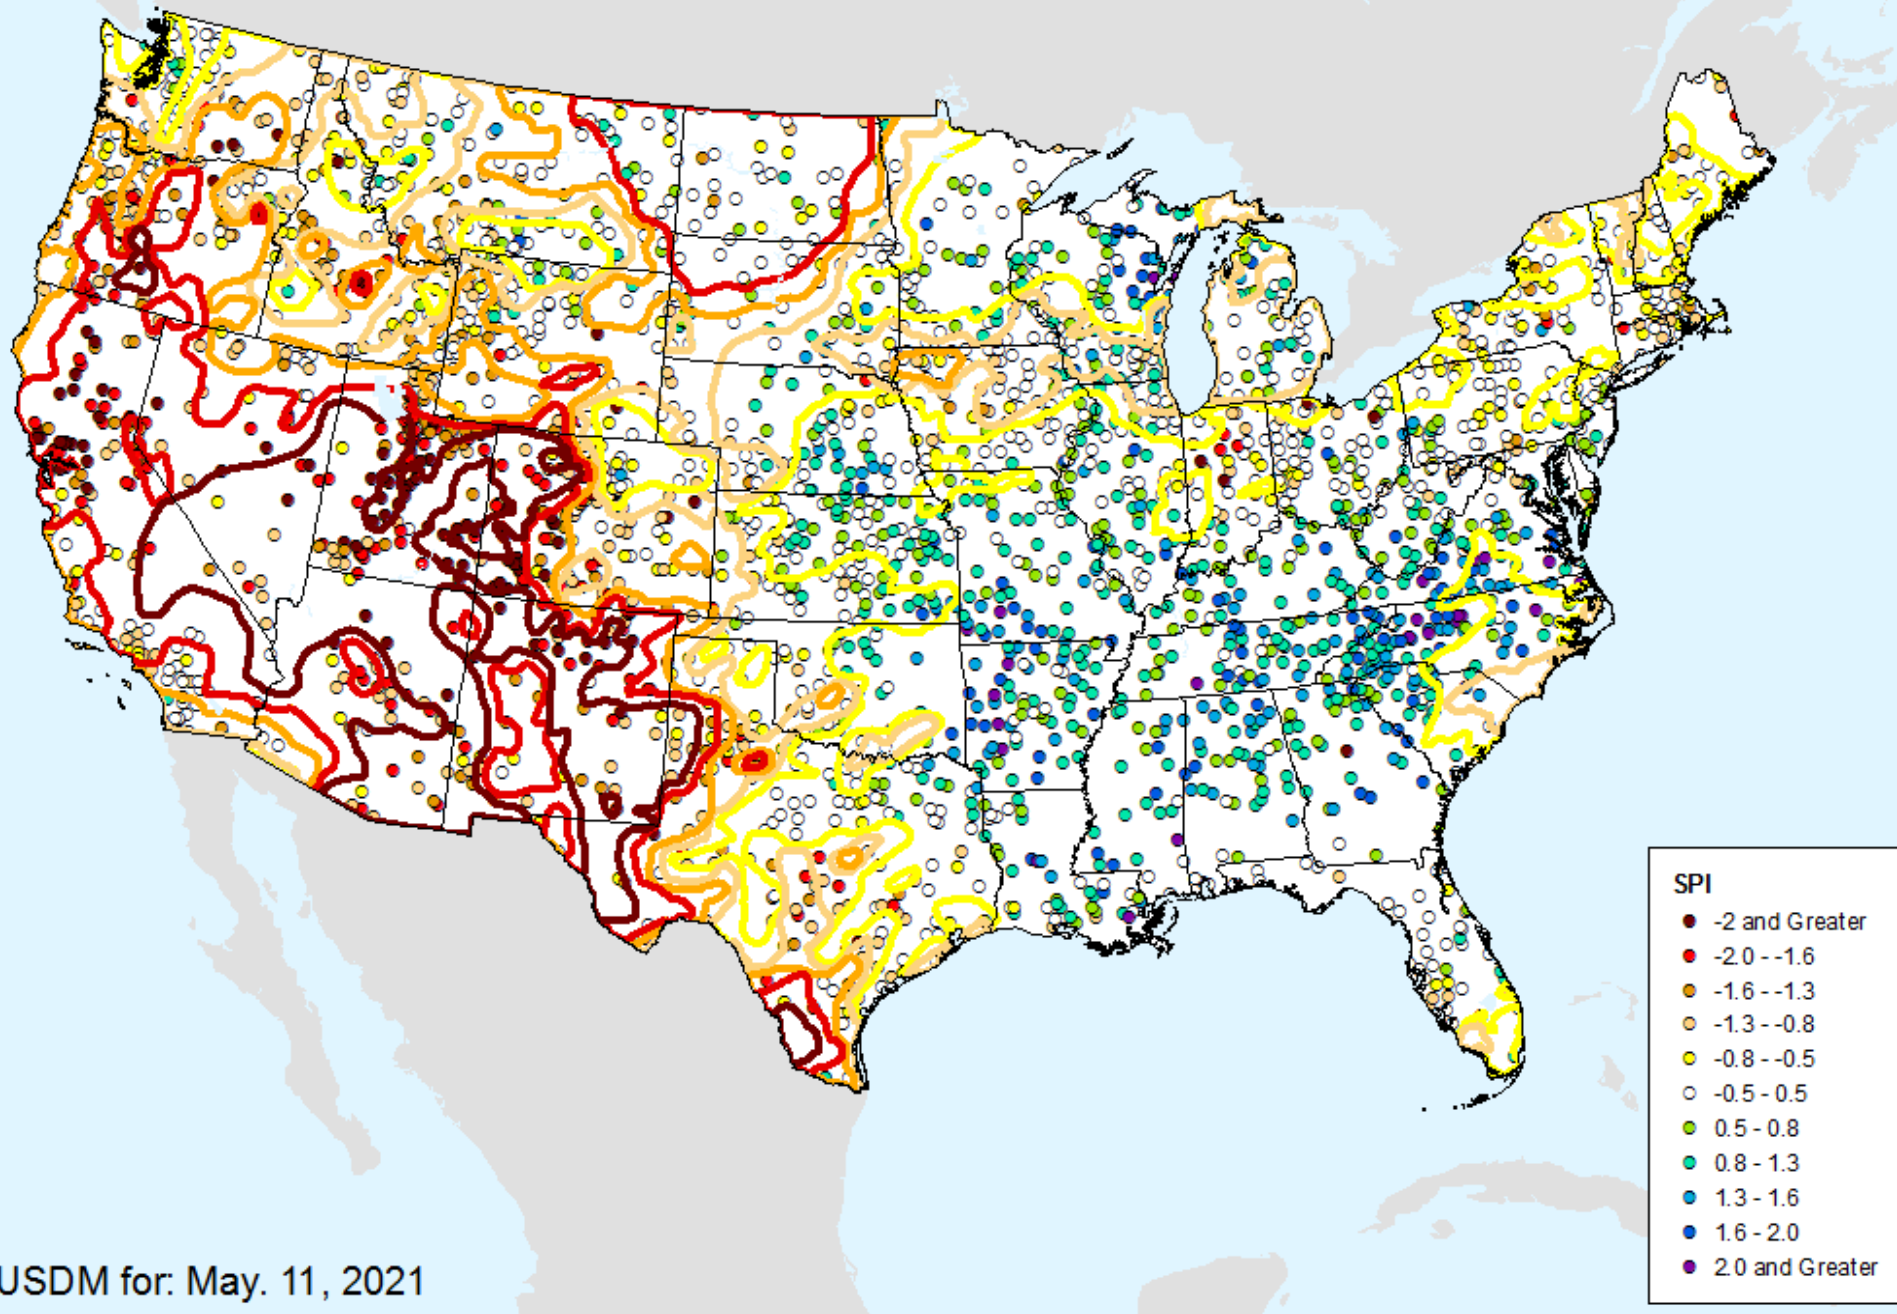 SPI
-2 and Greater
-2.0 - -1.6
-1.6 - -1.3
-1.3 - -0.8
-0.8 - -0.5
-0.5 - 0.5
0.5 - 0.8
0.8 - 1.3
1.3 - 1.6
1.6 - 2.0
2.0 and Greater
USDM for: May. 11, 2021